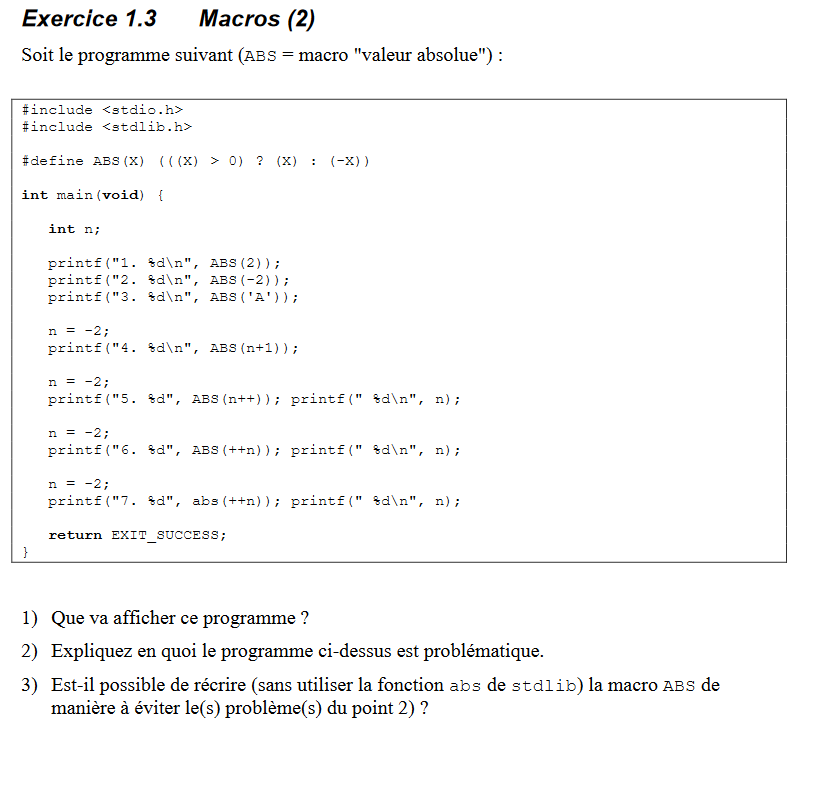 Exercice 1.3 Macros (2)
Soit le programme suivant (ABS = macro "valeur absolue") :
#include <stdio.h>
#include <stdlib.h>
#define ABS(X) (((X) > 0) ? (X) : (-X))
int main(void) {
int n;
printf("1. %d\n", ABS(2));
printf("2. %d\n", ABS(-2));
printf("3. %d\n", ABS('A'));
n = -2;
printf("4. %d\n", ABS(n+1));
n = -2;
printf("5. %d", ABS(n++)); printf(" %d\n", n);
n = -2;
printf("6. %d", ABS(++n)); printf(" %d\n", n);
n = -2;
printf("7. %d", abs(++n)); printf(" %d\n", n);
return EXIT_SUCCESS;
}
1) Que va afficher ce programme ?
2) Expliquez en quoi le programme ci-dessus est problématique.
3) Est-il possible de récrire (sans utiliser la fonction abs de stdlib) la macro ABS de
manière à éviter le(s) problème(s) du point 2) ?